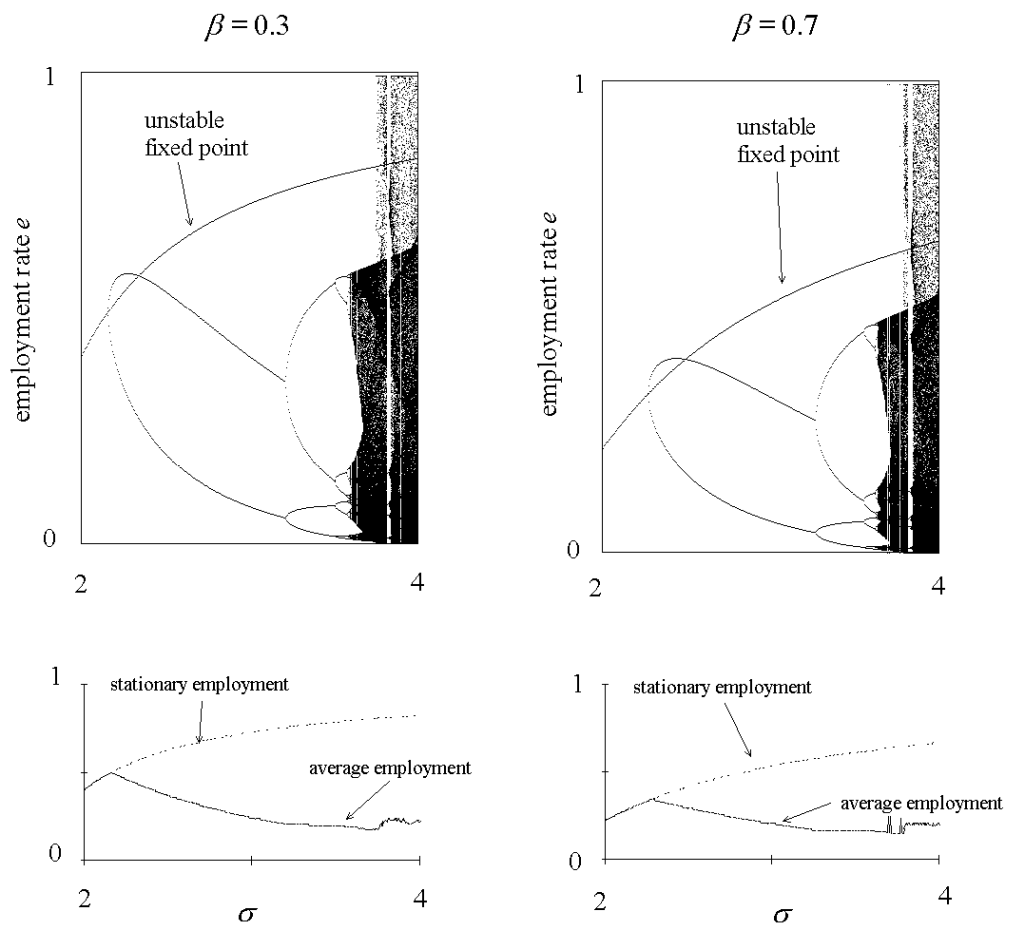 β = 0.3
1
unstable
fixed point
employment rate e
0
2
4
β = 0.7
1
unstable
fixed point
employment rate e
0
2
4
1
stationary employment
average employment
0
2
σ
4
1
stationary employment
average employment
0
2
σ
4